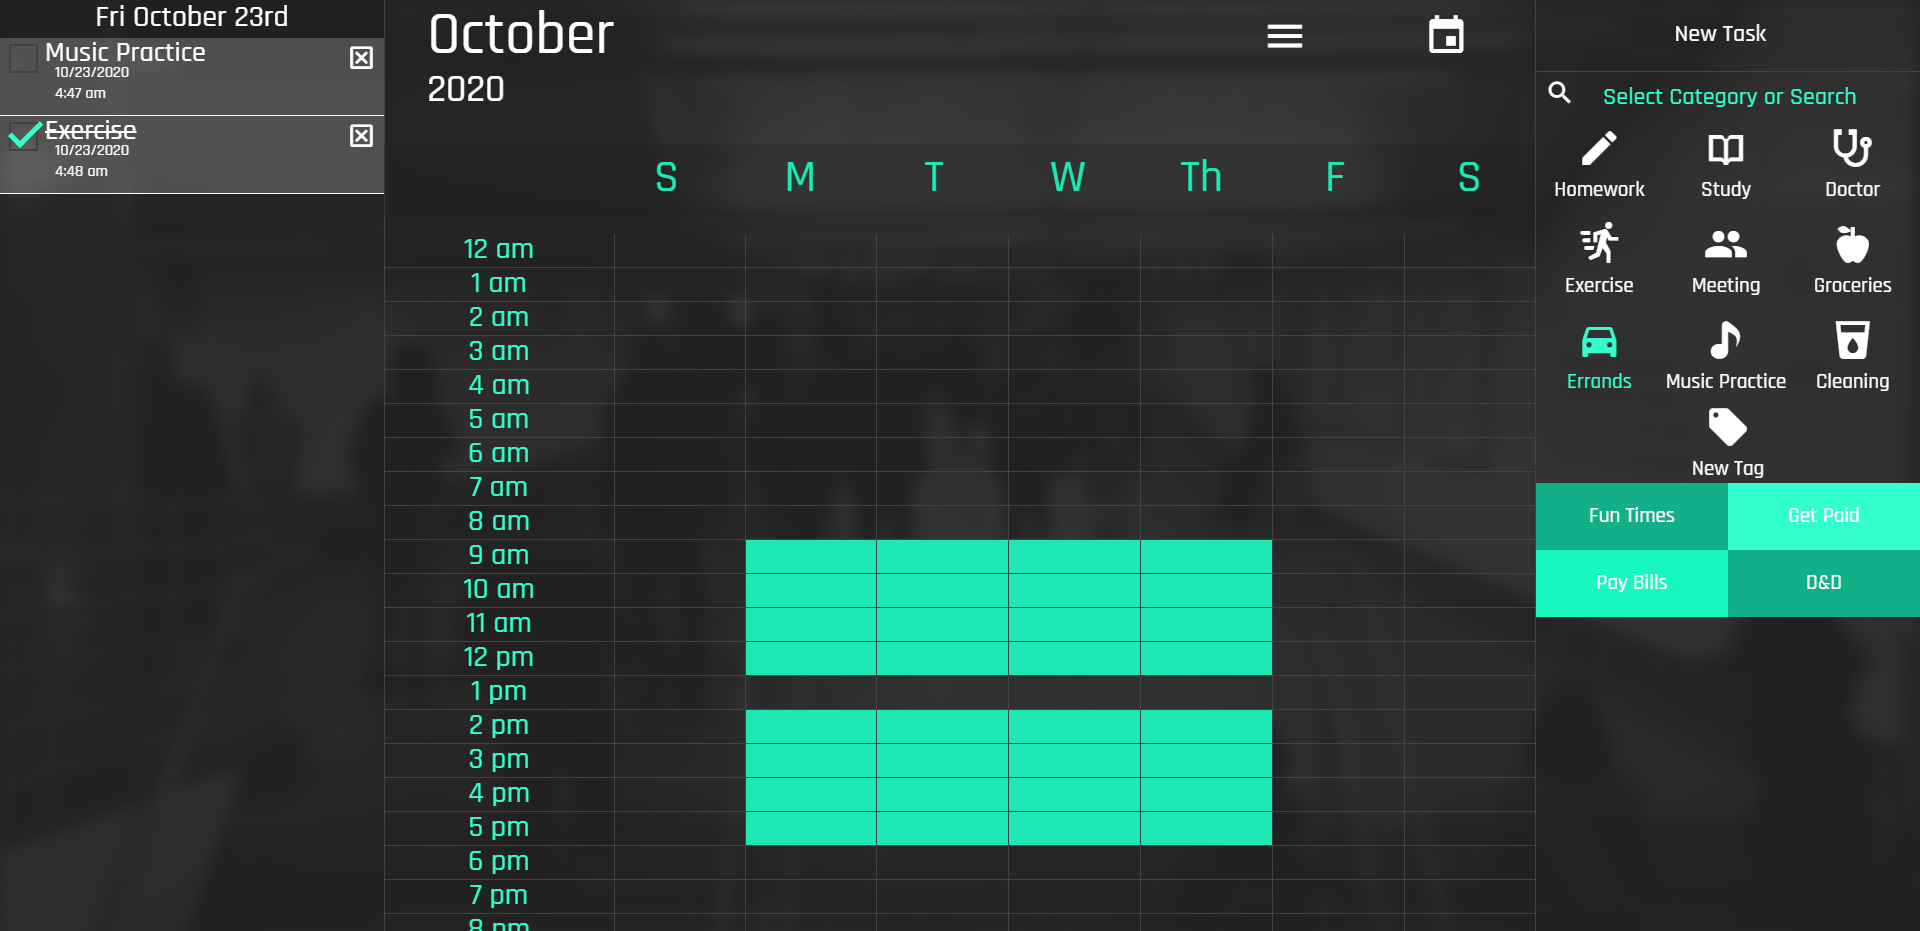 Fri October 23rd
Music Practice
10/23/2020
4:47 am
Exercise
10/23/2020
4:48 am
October
2020
S M T W Th F S
12 am
1 am
2 am
3 am
4 am
5 am
6 am
7 am
8 am
9 am
10 am
11 am
12 pm
1 pm
2 pm
3 pm
4 pm
5 pm
6 pm
7 pm
8 pm
New Task
Select Category or Search
Homework Study Doctor
Exercise Meeting Groceries
Errands Music Practice Cleaning
New Tag
Fun Times Get Paid
Pay Bills D&D